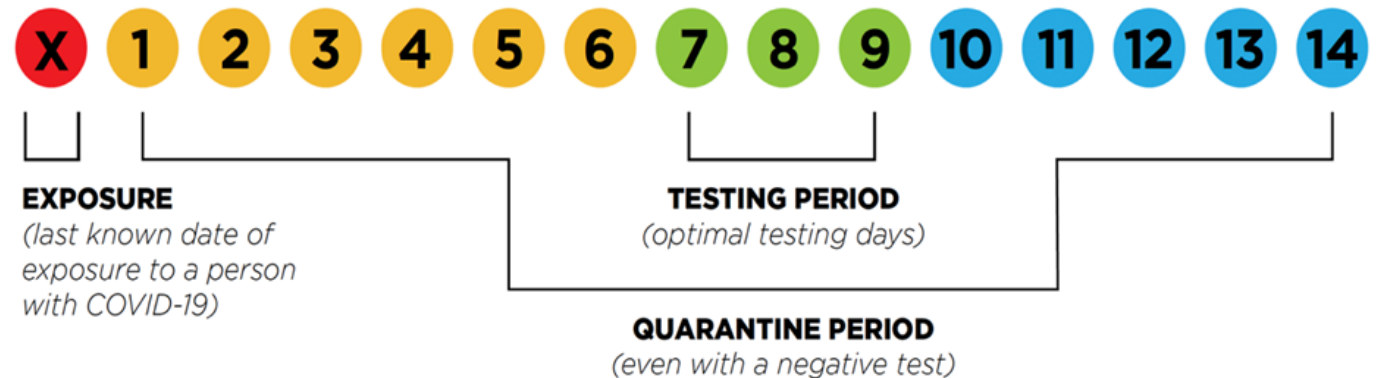 X 1 2 3 4 5 6 7 8 9 10 11 12 13 14
EXPOSURE
(last known date of
exposure to a person
with COVID-19)
TESTING PERIOD
(optimal testing days)
QUARANTINE PERIOD
(even with a negative test)